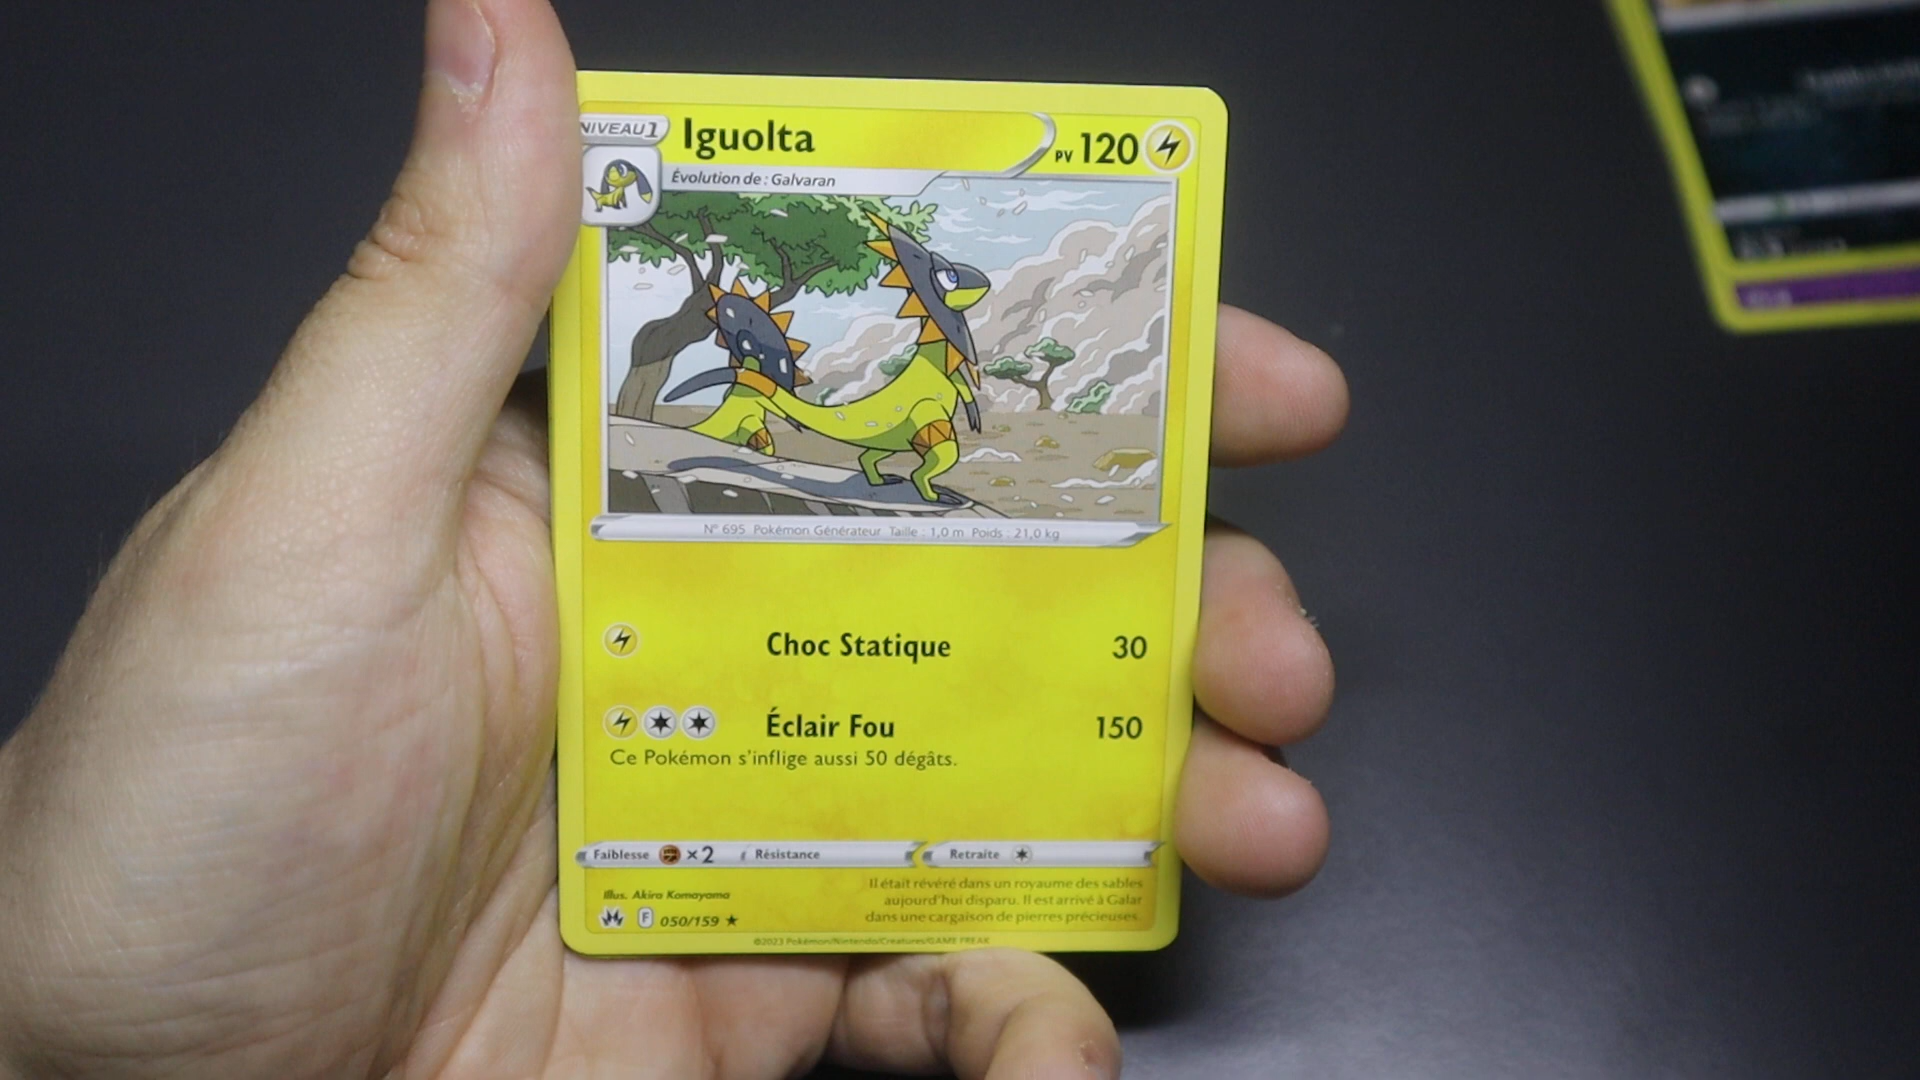 NIVEAU 1
Iguolta
PV 120
Évolution de : Galvaran
N° 695 Pokémon Générateur Taille : 1,0 m Poids : 21,0 kg
Choc Statique 30
Éclair Fou 150
Ce Pokémon s'inflige aussi 50 dégâts.
Faiblesse ×2 Résistance Retraite
Illus. Akira Komayama
Il était révéré dans un royaume des sables
aujourd'hui disparu. Il est arrivé à Galar
dans une cargaison de pierres précieuses.
F 050/159 ★
©2023 Pokémon/Nintendo/Creatures/GAME FREAK